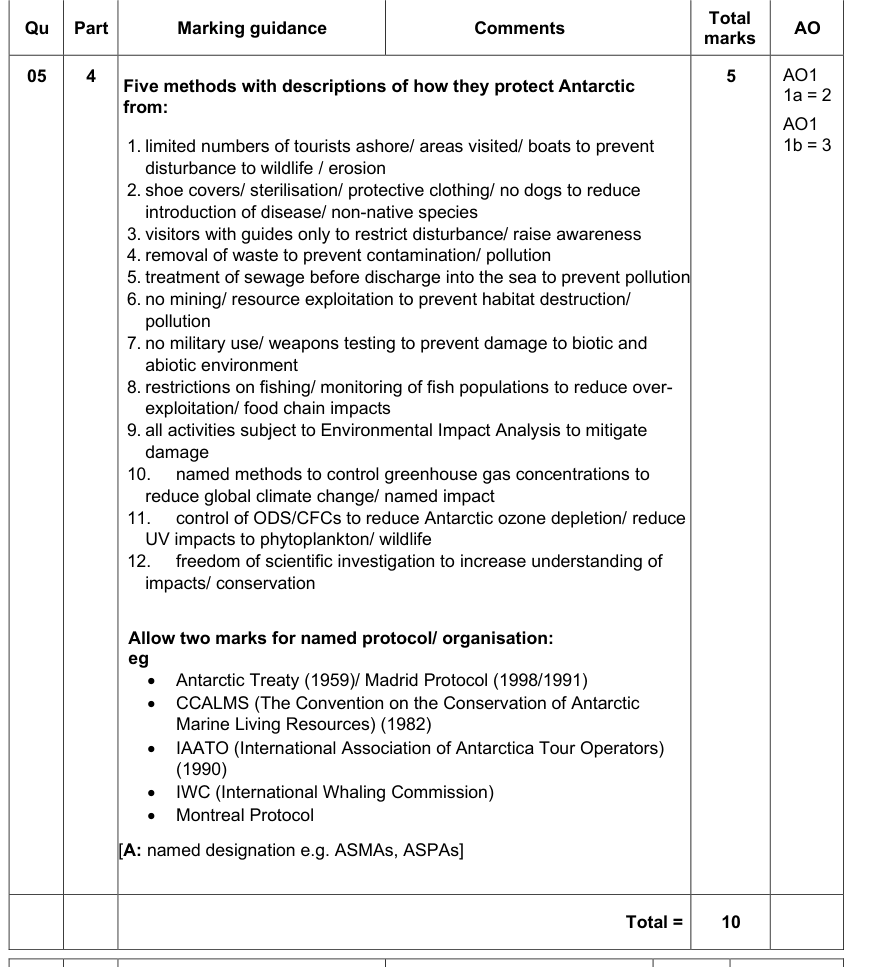 Qu Part Marking guidance Comments Total marks AO
05 4 Five methods with descriptions of how they protect Antarctic 5 AO1
from: 1a = 2
AO1
1b = 3
1. limited numbers of tourists ashore/ areas visited/ boats to prevent
disturbance to wildlife / erosion
2. shoe covers/ sterilisation/ protective clothing/ no dogs to reduce
introduction of disease/ non-native species
3. visitors with guides only to restrict disturbance/ raise awareness
4. removal of waste to prevent contamination/ pollution
5. treatment of sewage before discharge into the sea to prevent pollution
6. no mining/ resource exploitation to prevent habitat destruction/
pollution
7. no military use/ weapons testing to prevent damage to biotic and
abiotic environment
8. restrictions on fishing/ monitoring of fish populations to reduce over-
exploitation/ food chain impacts
9. all activities subject to Environmental Impact Analysis to mitigate
damage
10. named methods to control greenhouse gas concentrations to
reduce global climate change/ named impact
11. control of ODS/CFCs to reduce Antarctic ozone depletion/ reduce
UV impacts to phytoplankton/ wildlife
12. freedom of scientific investigation to increase understanding of
impacts/ conservation
Allow two marks for named protocol/ organisation:
eg
• Antarctic Treaty (1959)/ Madrid Protocol (1998/1991)
• CCALMS (The Convention on the Conservation of Antarctic
Marine Living Resources) (1982)
• IAATO (International Association of Antarctica Tour Operators)
(1990)
• IWC (International Whaling Commission)
• Montreal Protocol
[A: named designation e.g. ASMAs, ASPAs]
Total = 10